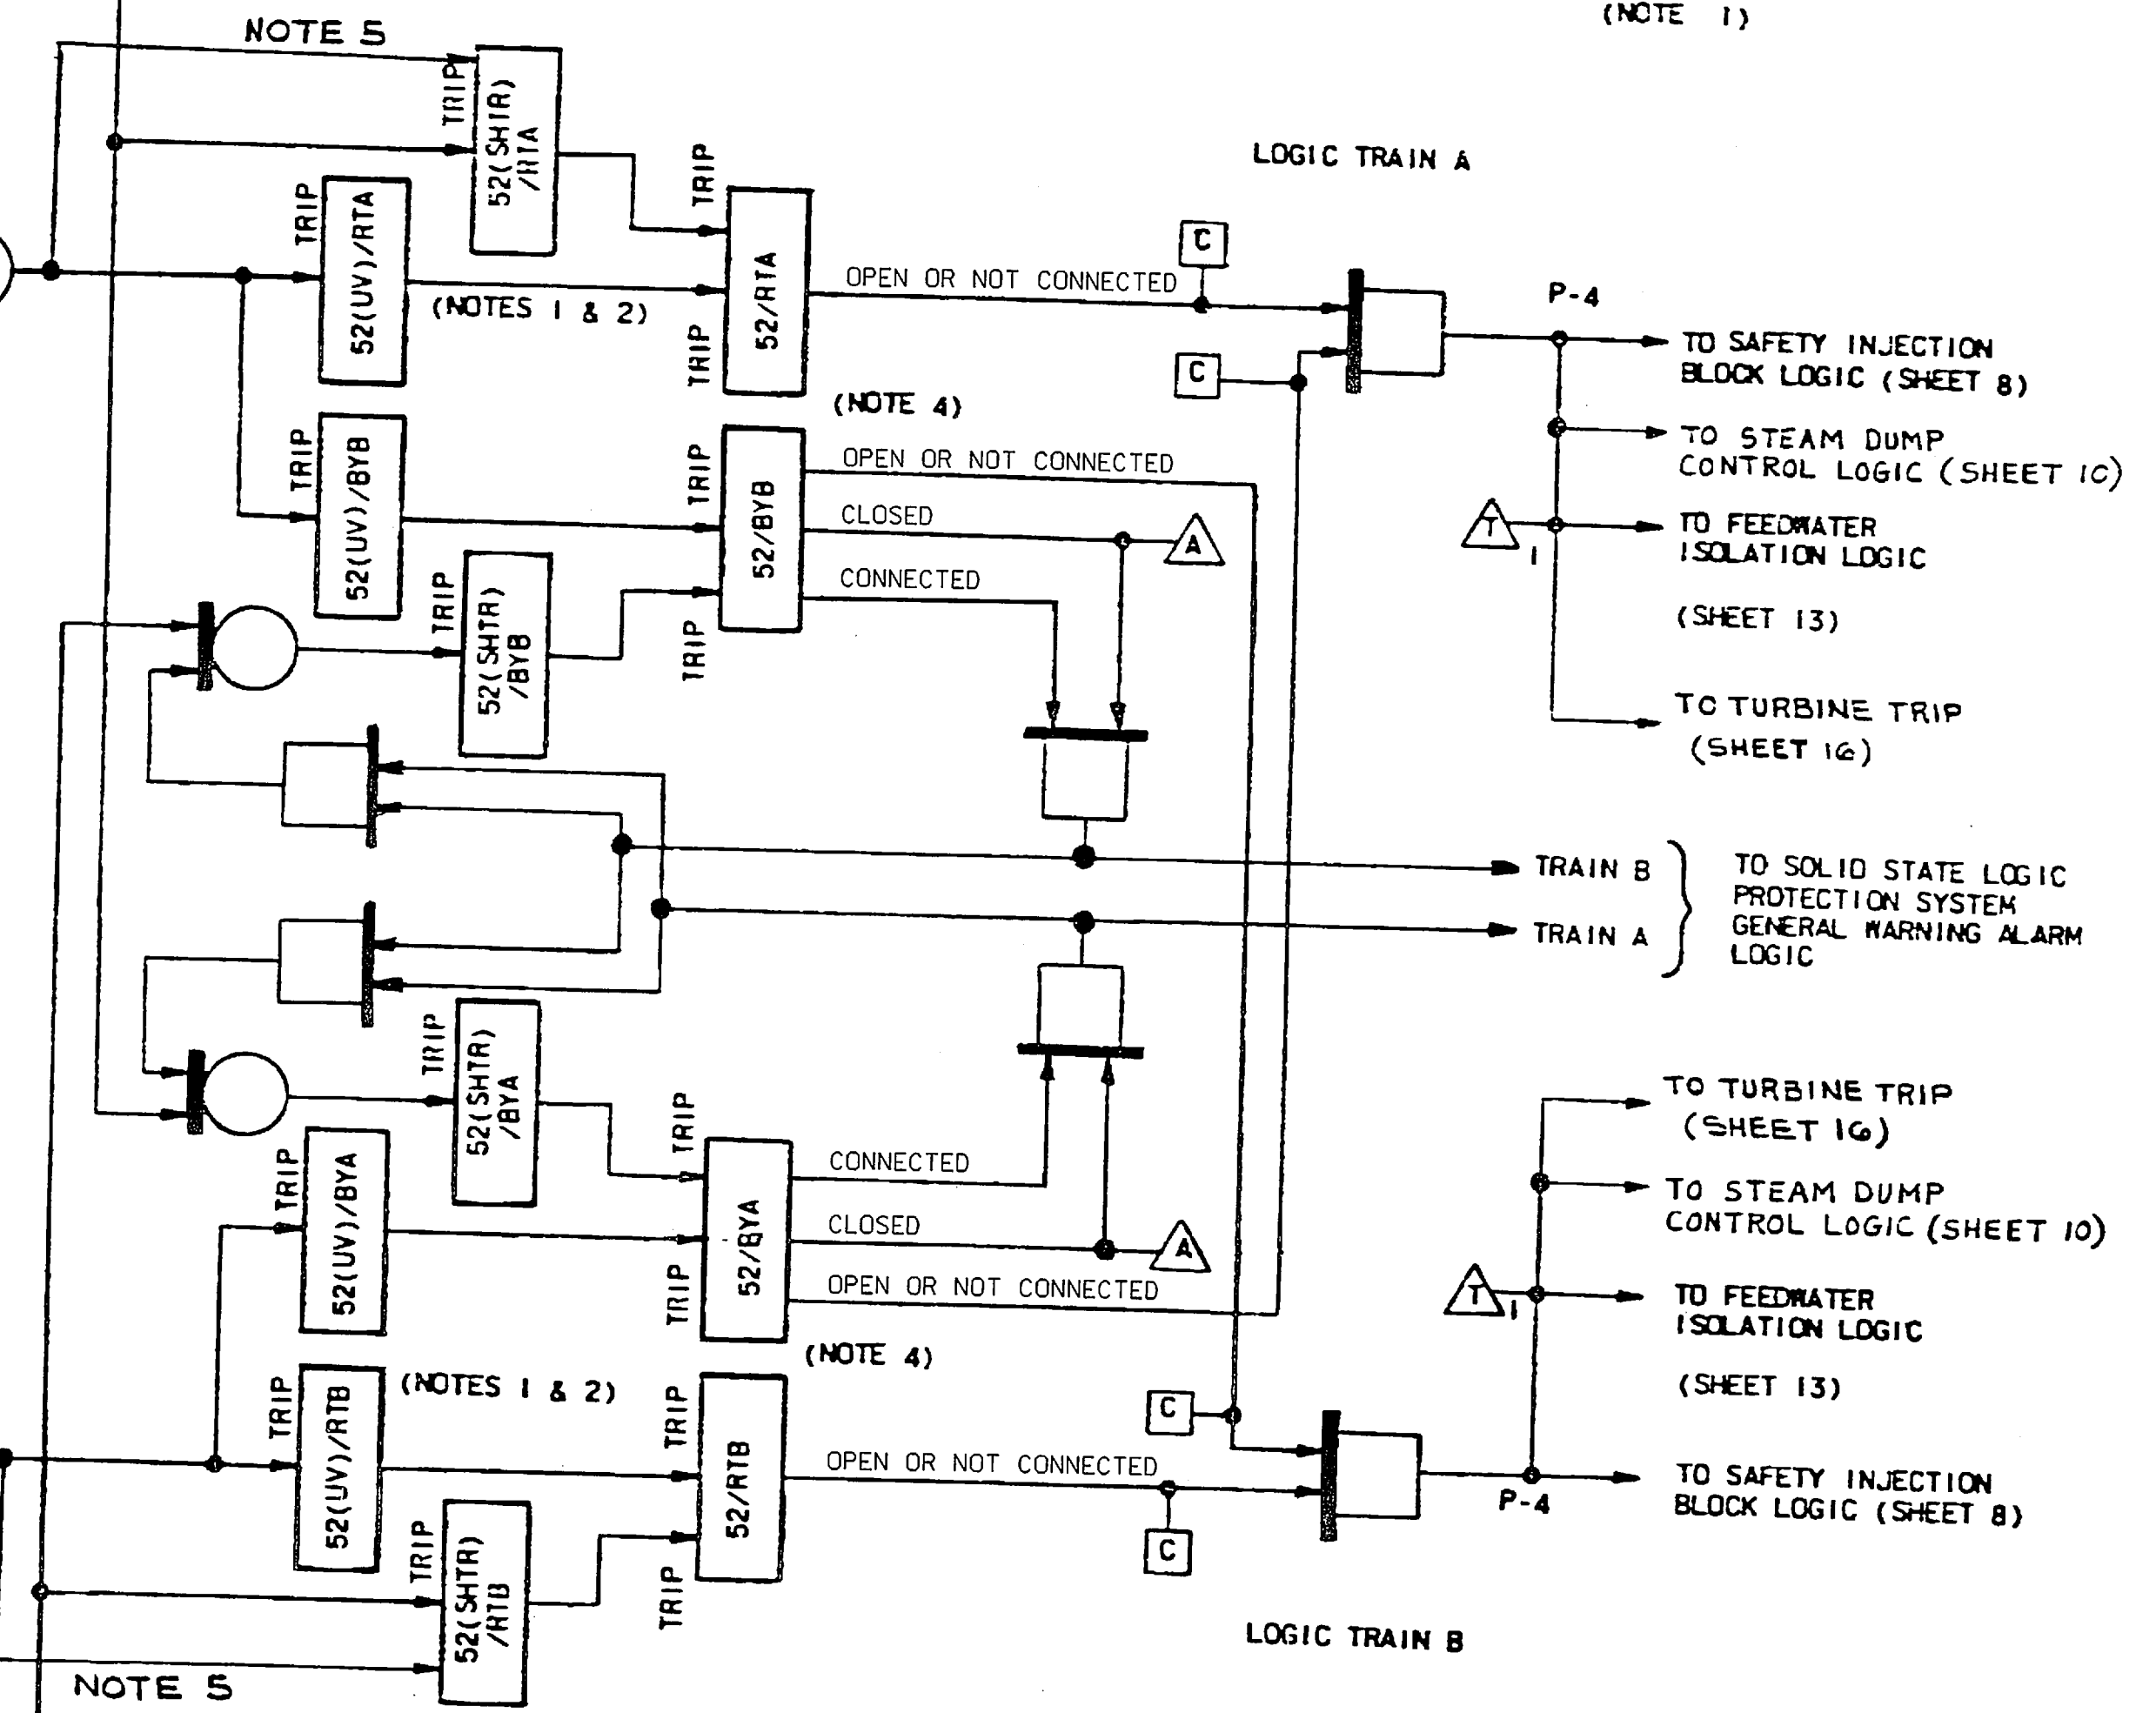 (NOTE 1)
NOTE 5
TRIP
52(SHTR)
/RTA
LOGIC TRAIN A
TRIP
52(UV)/RTA
(NOTES 1 & 2)
TRIP
TRIP
52/RTA
OPEN OR NOT CONNECTED
C
C
P-4
TO SAFETY INJECTION
BLOCK LOGIC (SHEET 8)
(NOTE 4)
TO STEAM DUMP
CONTROL LOGIC (SHEET 10)
TRIP
52(UV)/BYB
TRIP
TRIP
52/BYB
OPEN OR NOT CONNECTED
CLOSED
CONNECTED
A
T
1
TO FEEDWATER
ISOLATION LOGIC
(SHEET 13)
TRIP
52(SHTR)
/BYB
TO TURBINE TRIP
(SHEET 16)
TRAIN B
TRAIN A
TO SOLID STATE LOGIC
PROTECTION SYSTEM
GENERAL WARNING ALARM
LOGIC
TRIP
52(SHTR)
/BYA
TO TURBINE TRIP
(SHEET 16)
TRIP
52(UV)/BYA
TRIP
TRIP
52/BYA
CONNECTED
CLOSED
OPEN OR NOT CONNECTED
A
TO STEAM DUMP
CONTROL LOGIC (SHEET 10)
T
1
TO FEEDWATER
ISOLATION LOGIC
(SHEET 13)
(NOTE 4)
TRIP
52(UV)/RTB
(NOTES 1 & 2)
TRIP
TRIP
52/RTB
OPEN OR NOT CONNECTED
C
C
P-4
TO SAFETY INJECTION
BLOCK LOGIC (SHEET 8)
TRIP
52(SHTR)
/RTB
LOGIC TRAIN B
NOTE 5